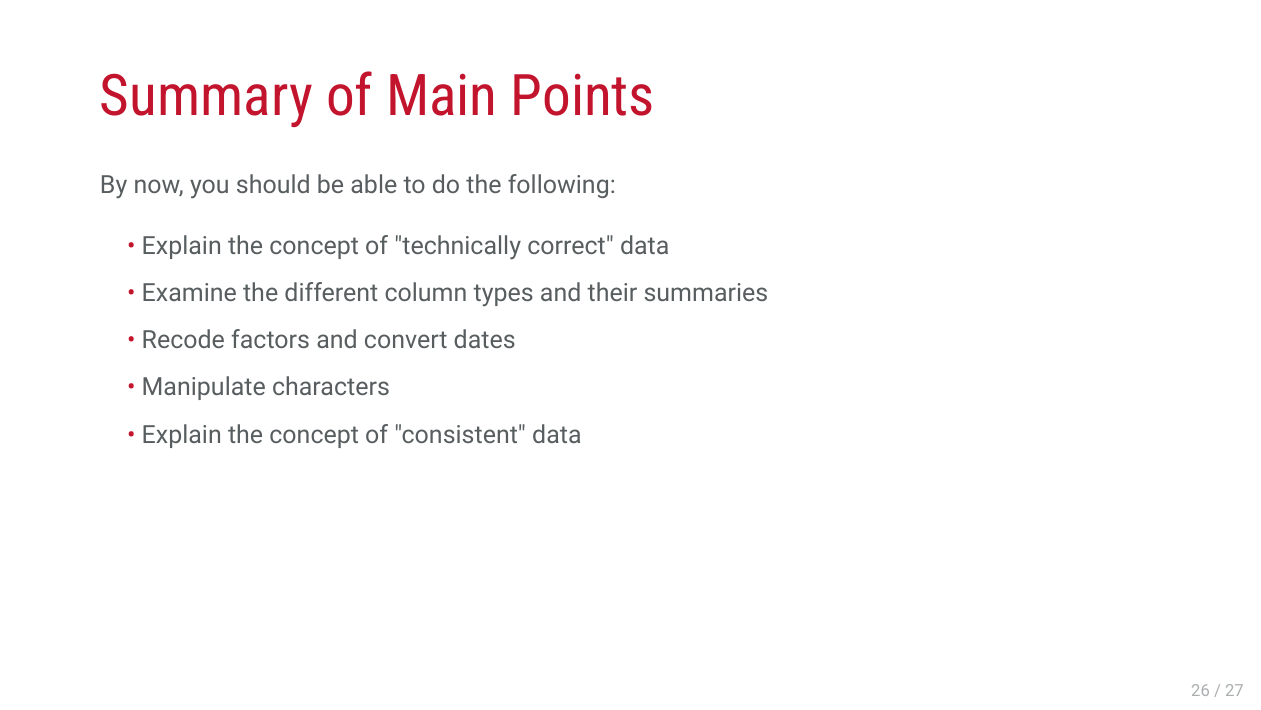 Summary of Main Points
By now, you should be able to do the following:
• Explain the concept of "technically correct" data
• Examine the different column types and their summaries
• Recode factors and convert dates
• Manipulate characters
• Explain the concept of "consistent" data
26 / 27